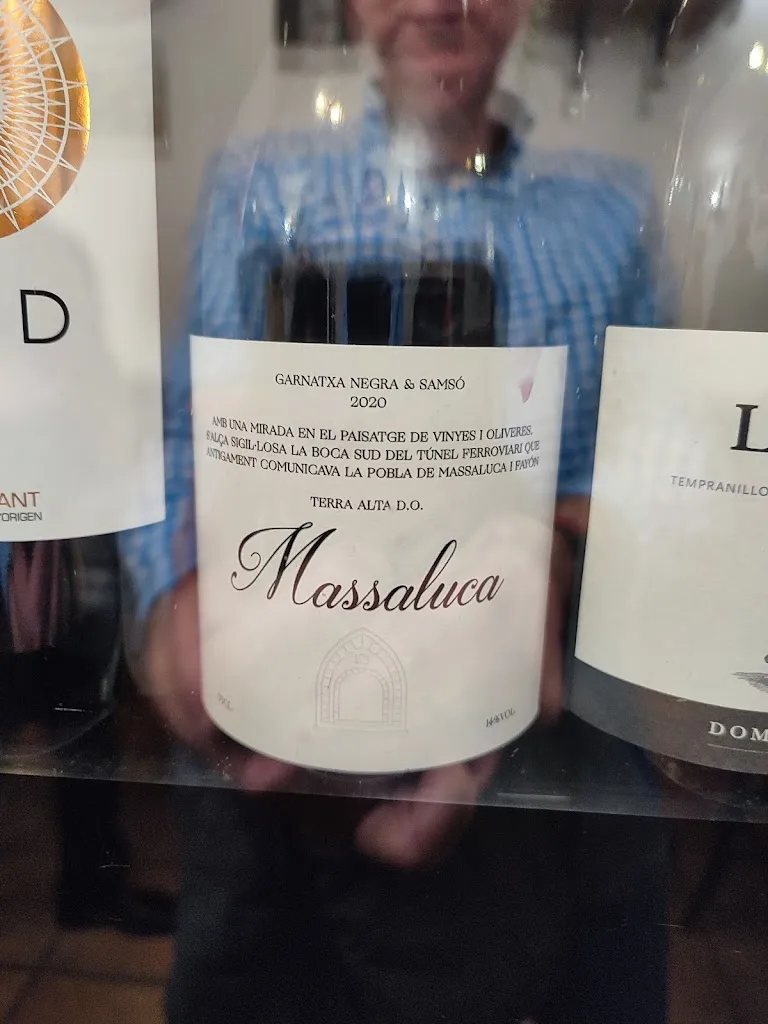 D
ANT
D'ORIGEN
GARNATXA NEGRA & SAMSÓ
2020
AMB UNA MIRADA EN EL PAISATGE DE VINYES I OLIVERES,
S'ALÇA SIGIL·LOSA LA BOCA SUD DEL TÚNEL FERROVIARI QUE
ANTIGAMENT COMUNICAVA LA POBLA DE MASSALUCA I FAYÓN
TERRA ALTA D.O.
Massaluca
75CL.
14%VOL.
L
TEMPRANILLO
DOM